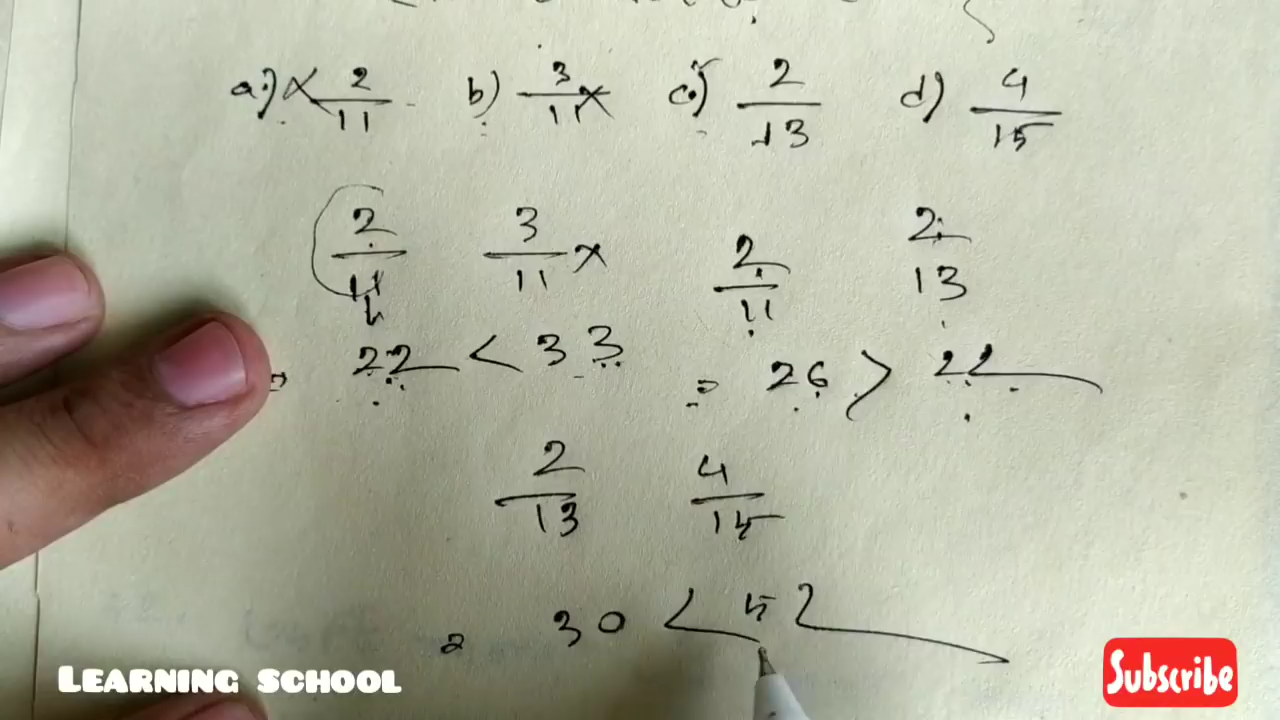 a.) 2/11 b) 3/11 c.) 2/13 d) 4/15
2/11 3/11 × 2/11 2/13
⇒ 22 < 33 ⇒ 26 > 22
2/13 4/15
30 < 52
LEARNING SCHOOL
Subscribe